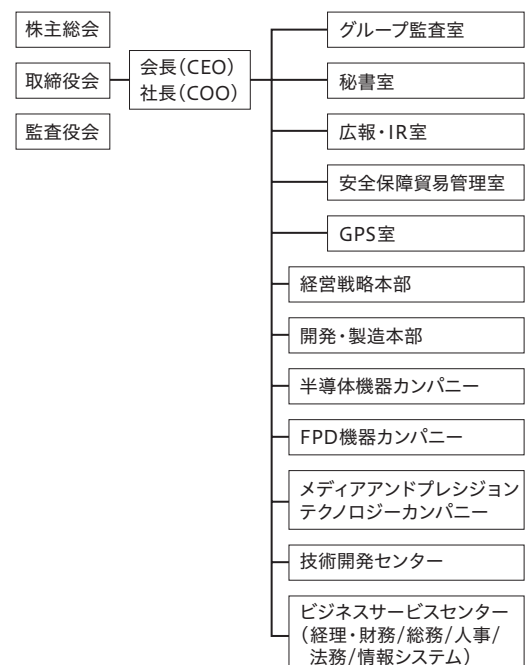 株主総会
取締役会
監査役会
会長(CEO)
社長(COO)
グループ監査室
秘書室
広報・IR室
安全保障貿易管理室
GPS室
経営戦略本部
開発・製造本部
半導体機器カンパニー
FPD機器カンパニー
メディアアンドプレシジョン
テクノロジーカンパニー
技術開発センター
ビジネスサービスセンター
(経理・財務/総務/人事/
法務/情報システム)